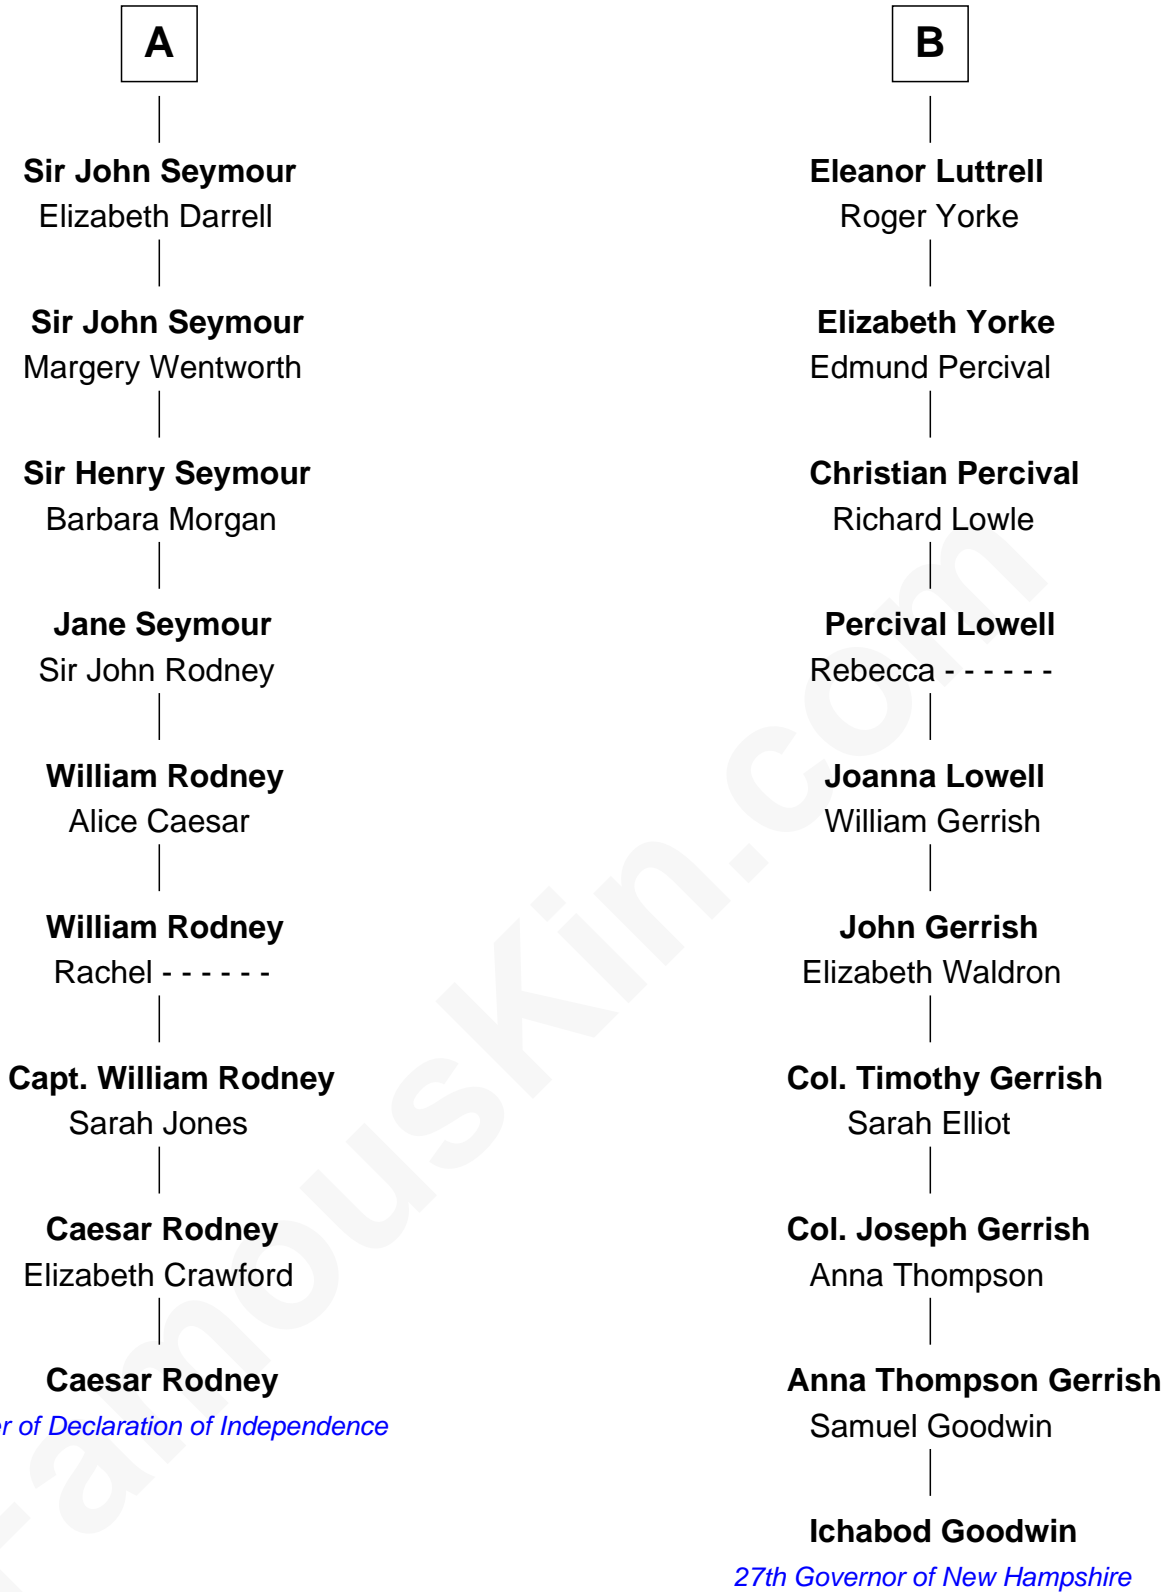 A
Sir John Seymour
Elizabeth Darrell
Sir John Seymour
Margery Wentworth
Sir Henry Seymour
Barbara Morgan
Jane Seymour
Sir John Rodney
William Rodney
Alice Caesar
William Rodney
Rachel - - - - - -
Capt. William Rodney
Sarah Jones
Caesar Rodney
Elizabeth Crawford
Caesar Rodney
of Declaration of Independence
B
Eleanor Luttrell
Roger Yorke
Elizabeth Yorke
Edmund Percival
Christian Percival
Richard Lowle
Percival Lowell
Rebecca - - - - - -
Joanna Lowell
William Gerrish
John Gerrish
Elizabeth Waldron
Col. Timothy Gerrish
Sarah Elliot
Col. Joseph Gerrish
Anna Thompson
Anna Thompson Gerrish
Samuel Goodwin
Ichabod Goodwin
27th Governor of New Hampshire
FamousKin.com